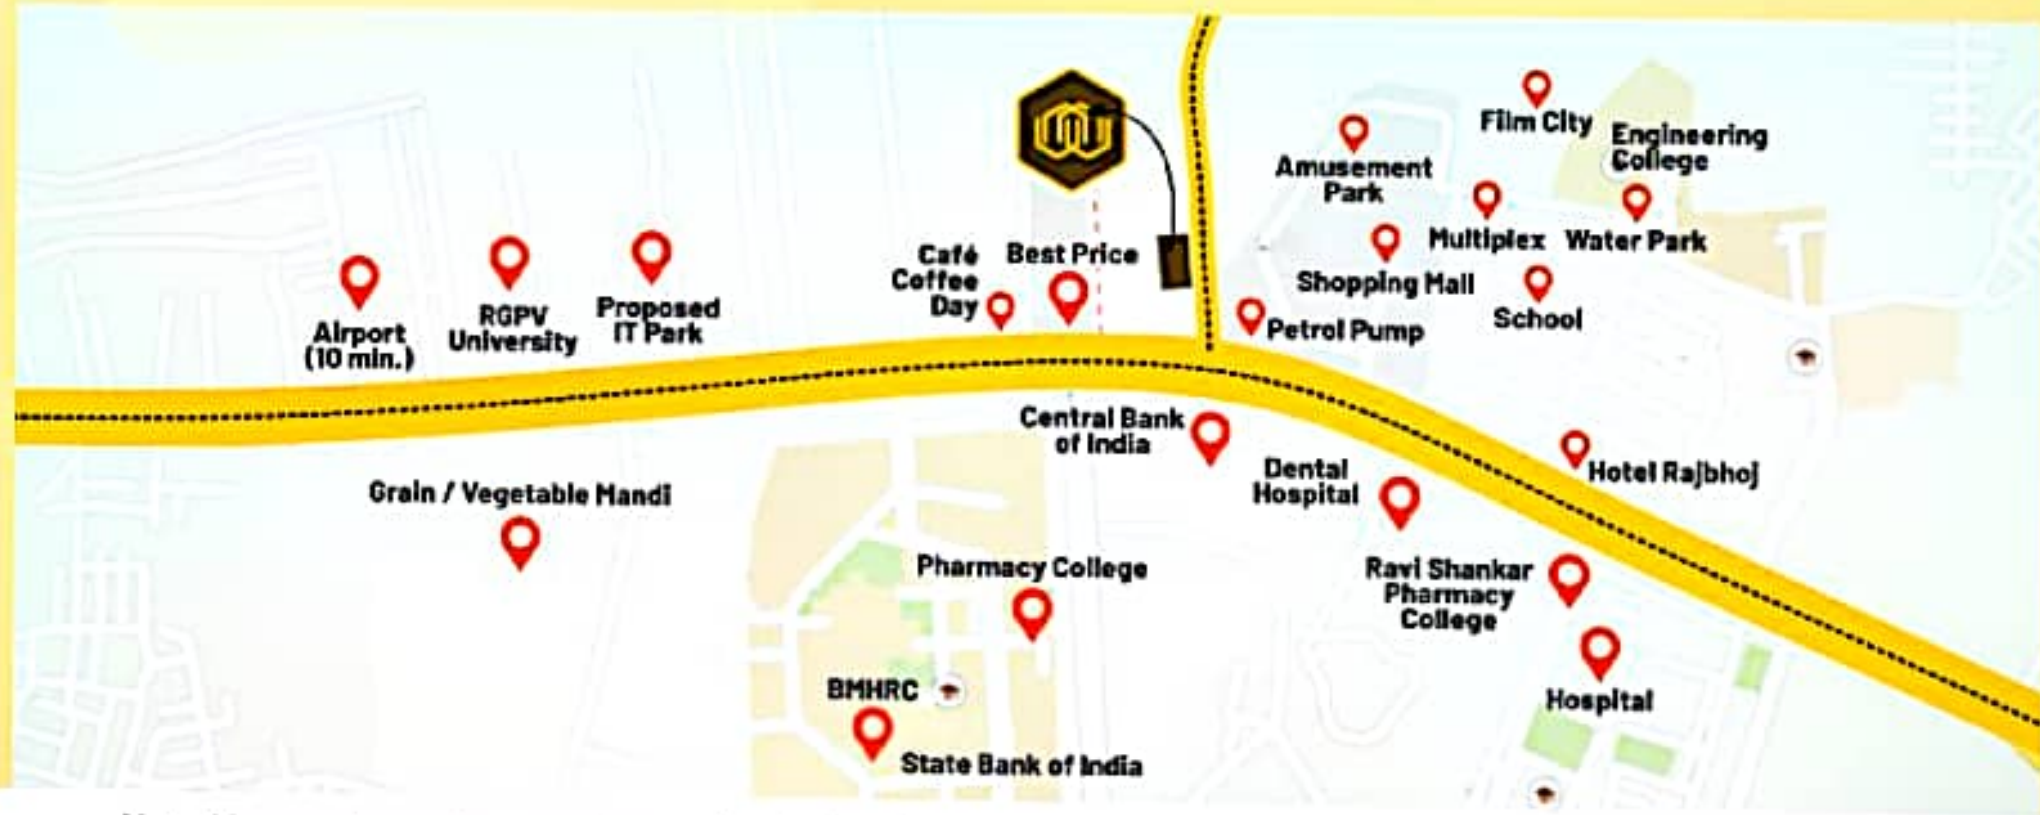 Film City
Engineering
College
Amusement
Park
Multiplex
Water Park
Café
Coffee
Day
Best Price
Shopping Mall
School
Airport
(10 min.)
RGPV
University
Proposed
IT Park
Petrol Pump
Central Bank
of India
Dental
Hospital
Hotel Rajbhoj
Grain / Vegetable Mandi
Pharmacy College
Ravi Shankar
Pharmacy
College
BMHRC
Hospital
State Bank of India